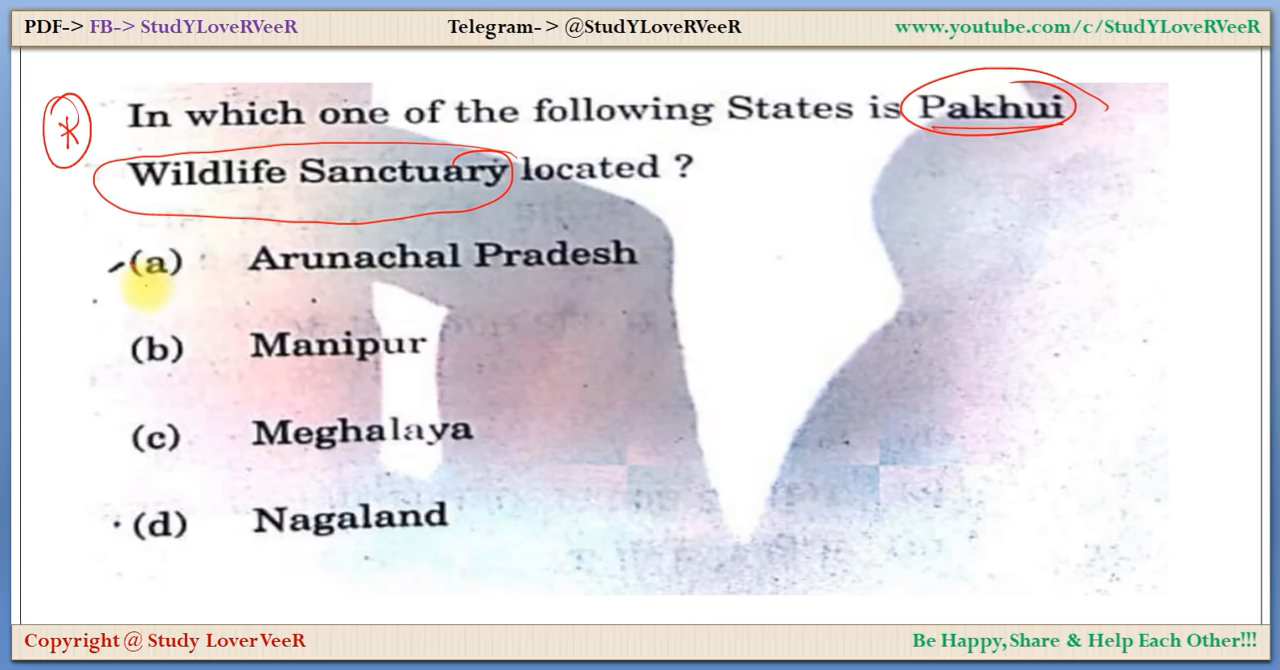 PDF-> FB-> StudYLoveRVeeR Telegram- > @StudYLoveRVeeR www.youtube.com/c/StudYLoveRVeeR
In which one of the following States is Pakhui
Wildlife Sanctuary located ?
(a) Arunachal Pradesh
(b) Manipur
(c) Meghalaya
(d) Nagaland
Copyright @ Study LoverVeeR Be Happy,Share & Help Each Other!!!